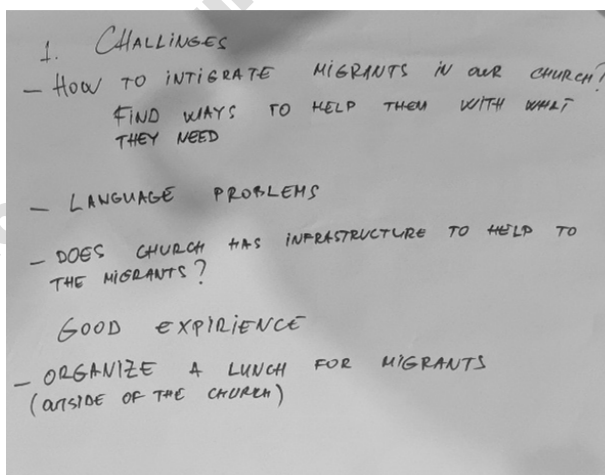 1. CHALLINGES
- HOW TO INTIGRATE MIGRANTS IN OUR CHURCH?
FIND WAYS TO HELP THEM WITH WHAT
THEY NEED
- LANGUAGE PROBLEMS
- DOES CHURCH HAS INFRASTRUCTURE TO HELP TO
THE MIGRANTS?
GOOD EXPIRIENCE
- ORGANIZE A LUNCH FOR MIGRANTS
(OUTSIDE OF THE CHURCH)